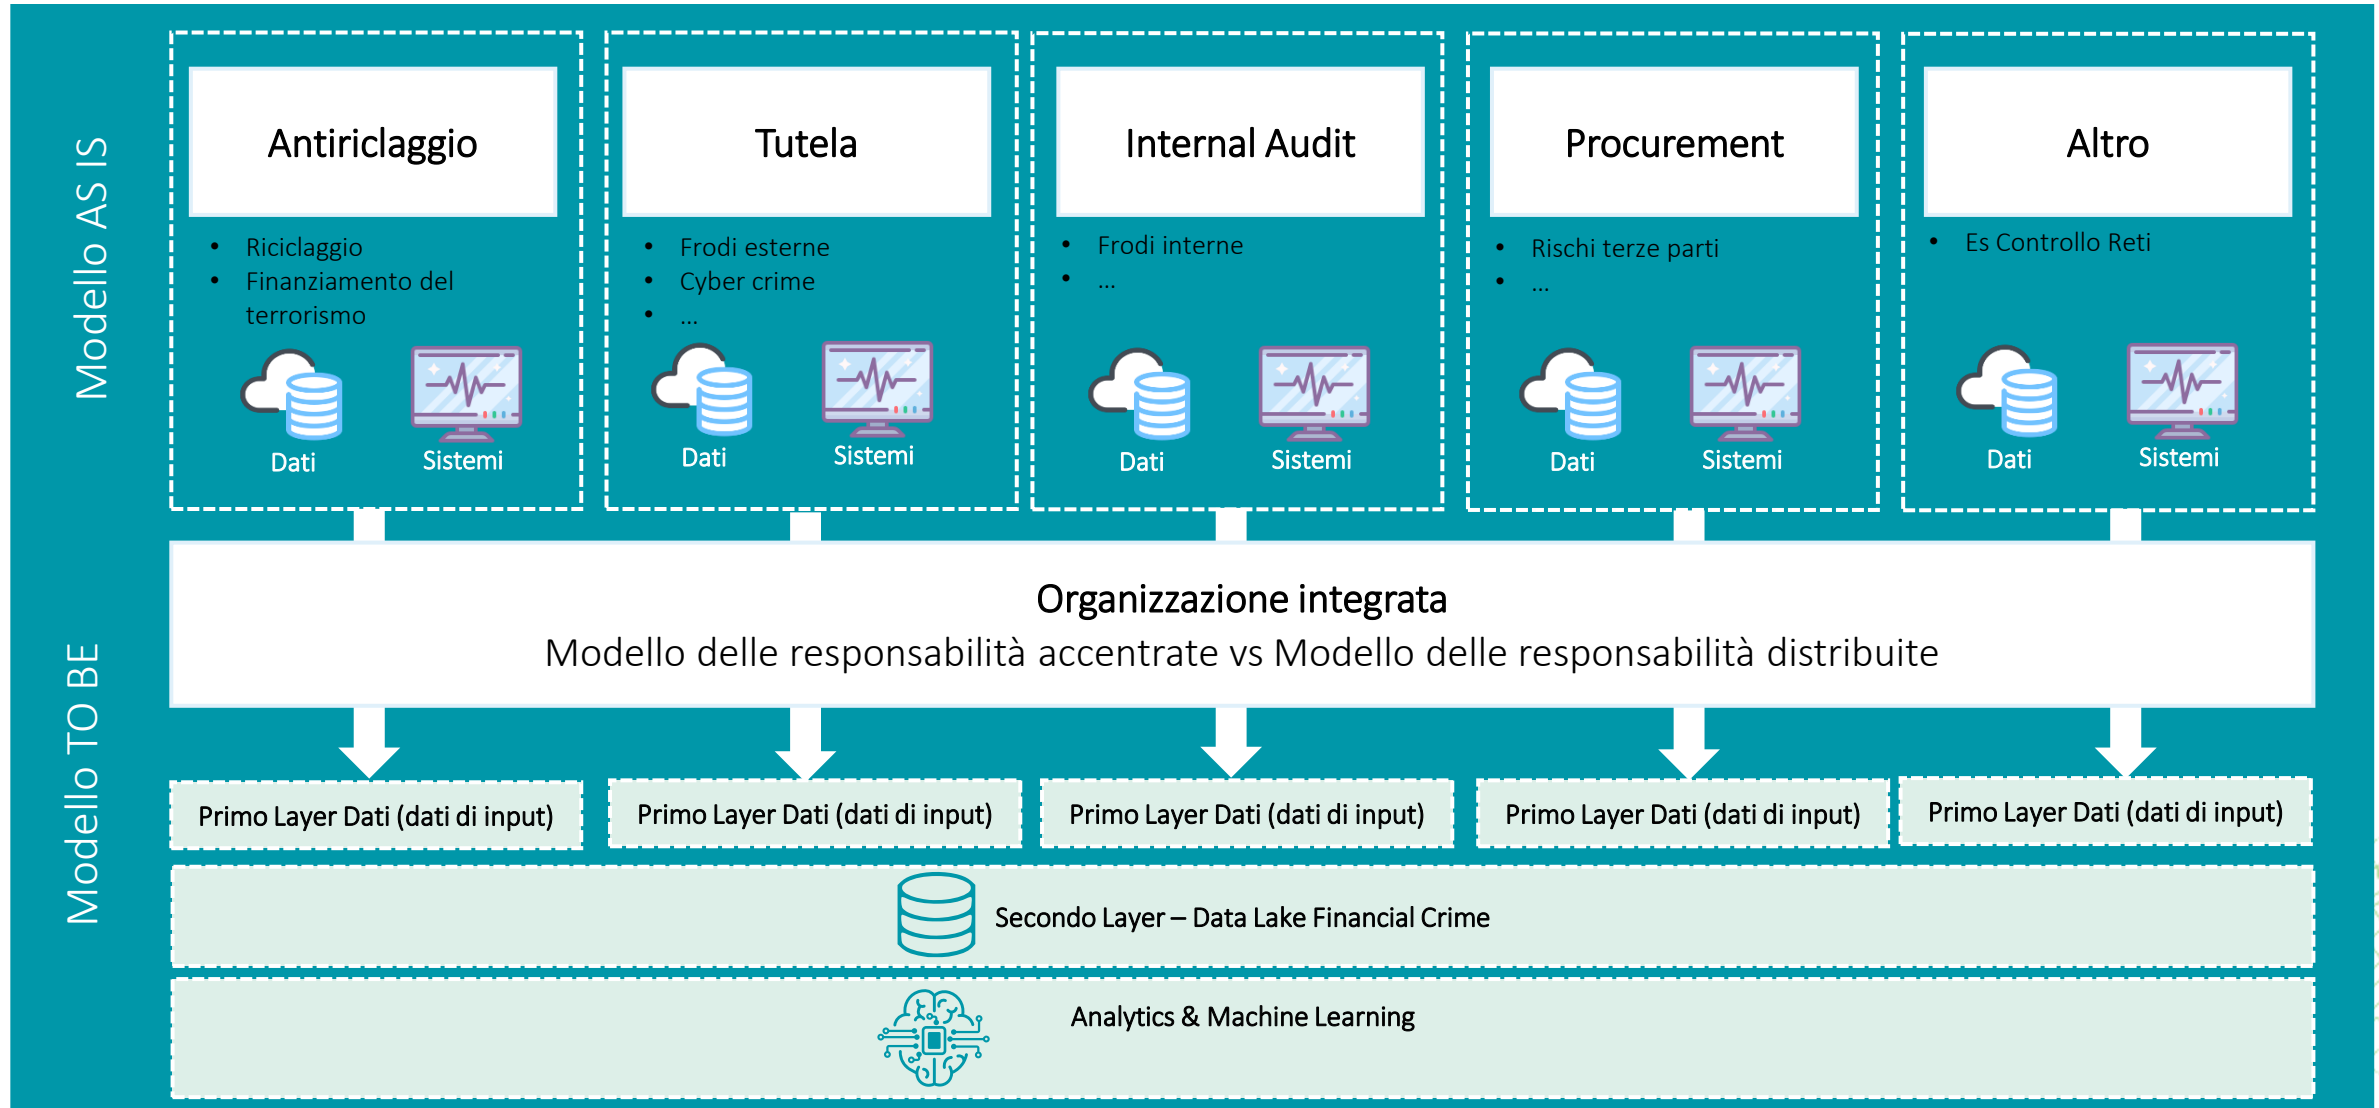 Modello AS IS
Antiriclaggio
• Riciclaggio
• Finanziamento del
terrorismo
Dati
Sistemi
Tutela
• Frodi esterne
• Cyber crime
• ...
Dati
Sistemi
Internal Audit
• Frodi interne
• ...
Dati
Sistemi
Procurement
• Rischi terze parti
• ...
Dati
Sistemi
Altro
• Es Controllo Reti
Dati
Sistemi
Modello TO BE
Organizzazione integrata
Modello delle responsabilità accentrate vs Modello delle responsabilità distribuite
Primo Layer Dati (dati di input)
Primo Layer Dati (dati di input)
Primo Layer Dati (dati di input)
Primo Layer Dati (dati di input)
Primo Layer Dati (dati di input)
Secondo Layer – Data Lake Financial Crime
Analytics & Machine Learning